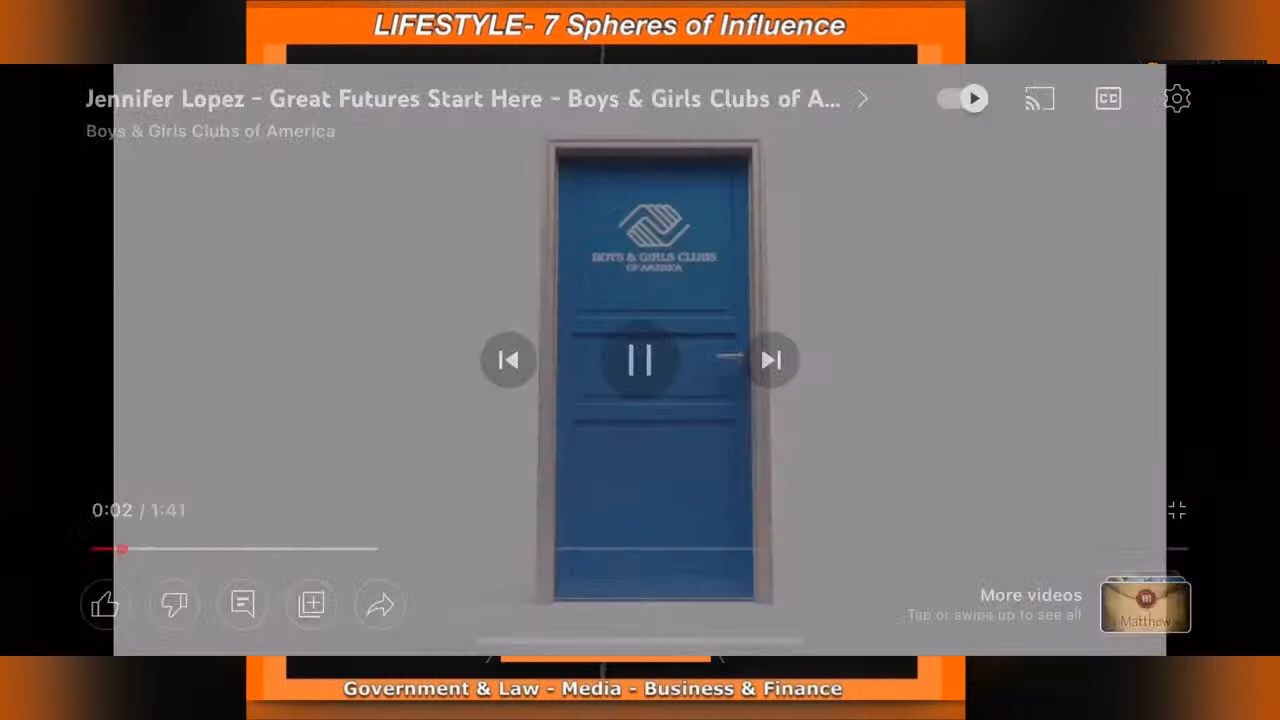 LIFESTYLE- 7 Spheres of Influence
Jennifer Lopez - Great Futures Start Here - Boys & Girls Clubs of A...
Boys & Girls Clubs of America
CC
BOYS & GIRLS CLUBS
OF AMERICA
0:02 / 1:41
More videos
Tap or swipe up to see all
m
Matthew
Government & Law - Media - Business & Finance